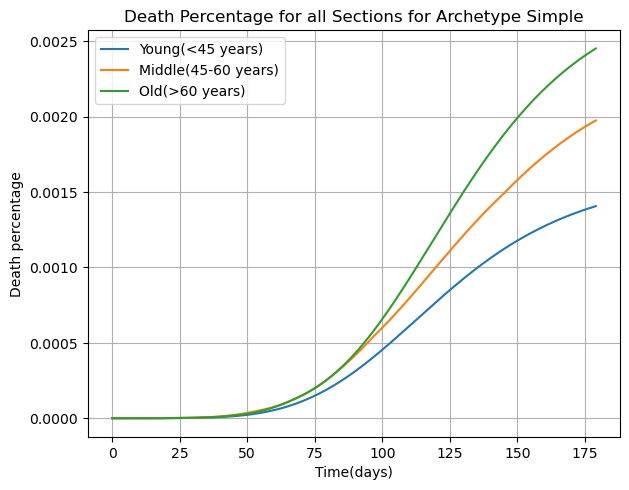 Death Percentage for all Sections for Archetype Simple
Young(<45 years)
Middle(45-60 years)
Old(>60 years)
Death percentage
0.0025
0.0020
0.0015
0.0010
0.0005
0.0000
0 25 50 75 100 125 150 175
Time(days)